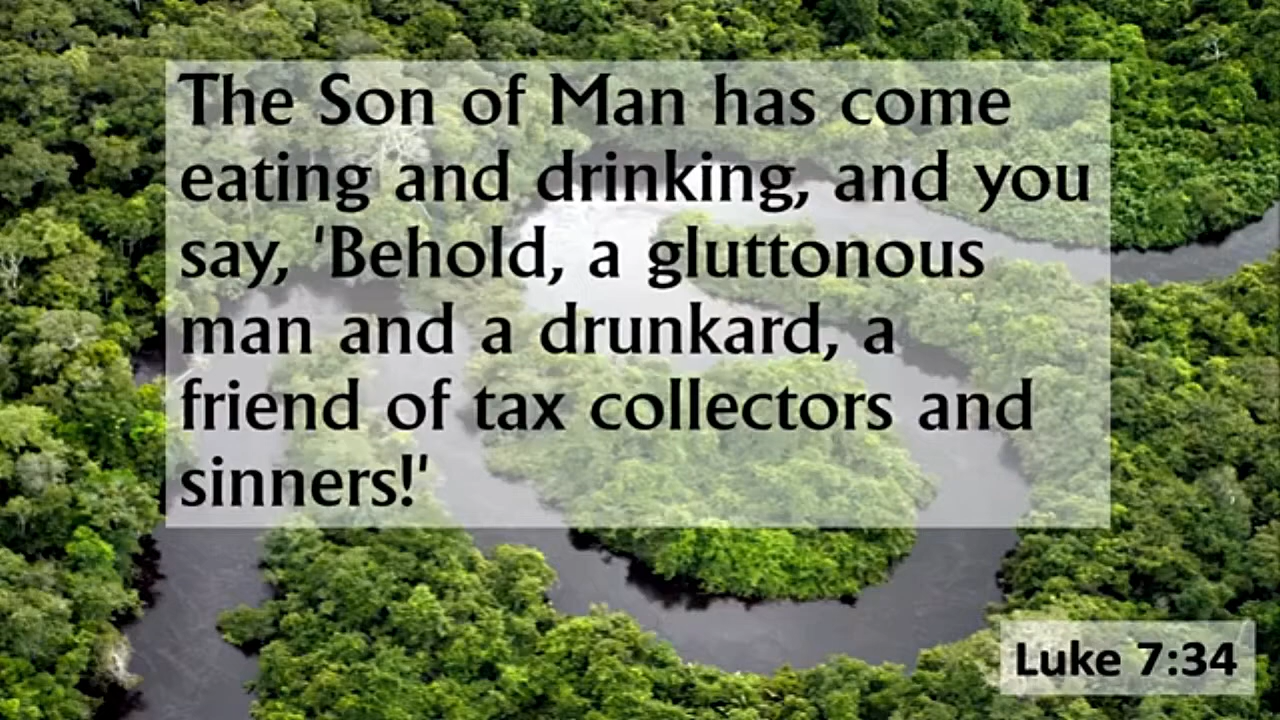 The Son of Man has come
eating and drinking, and you
say, 'Behold, a gluttonous
man and a drunkard, a
friend of tax collectors and
sinners!'
Luke 7:34